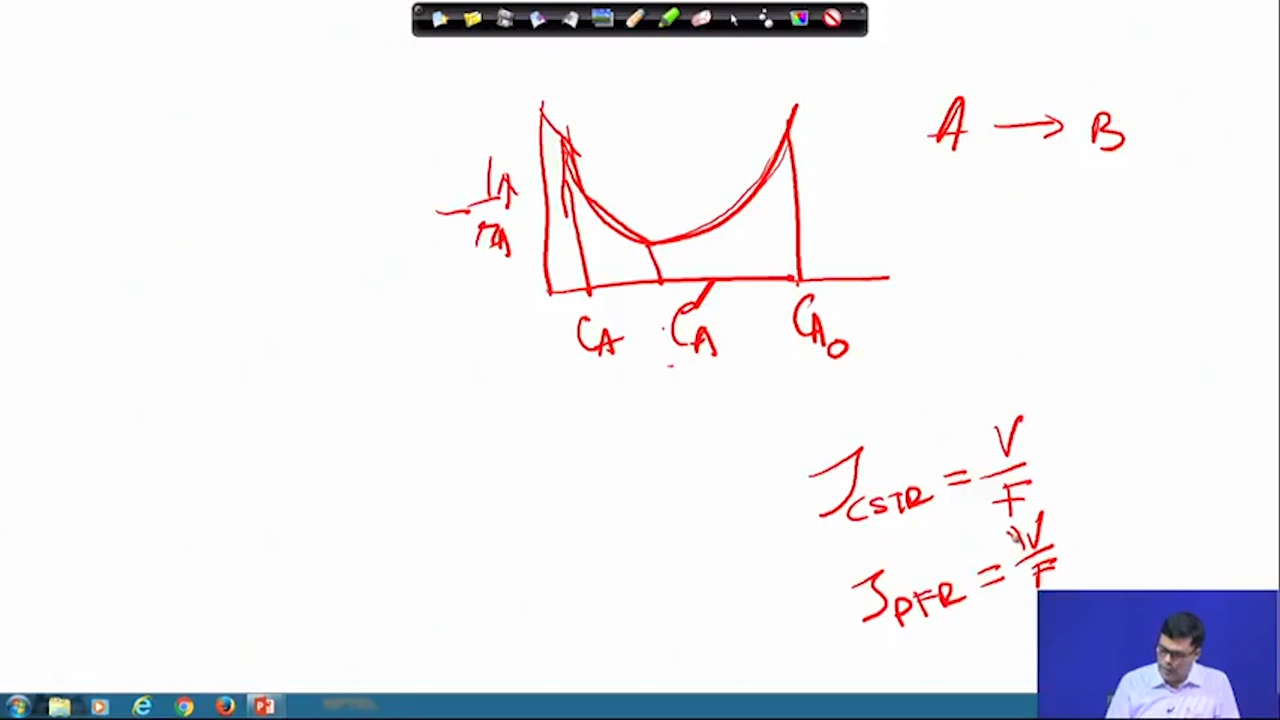 A → B
- 1/rA
CA CA CA0
τCSTR = V/F
τPFR = V/F